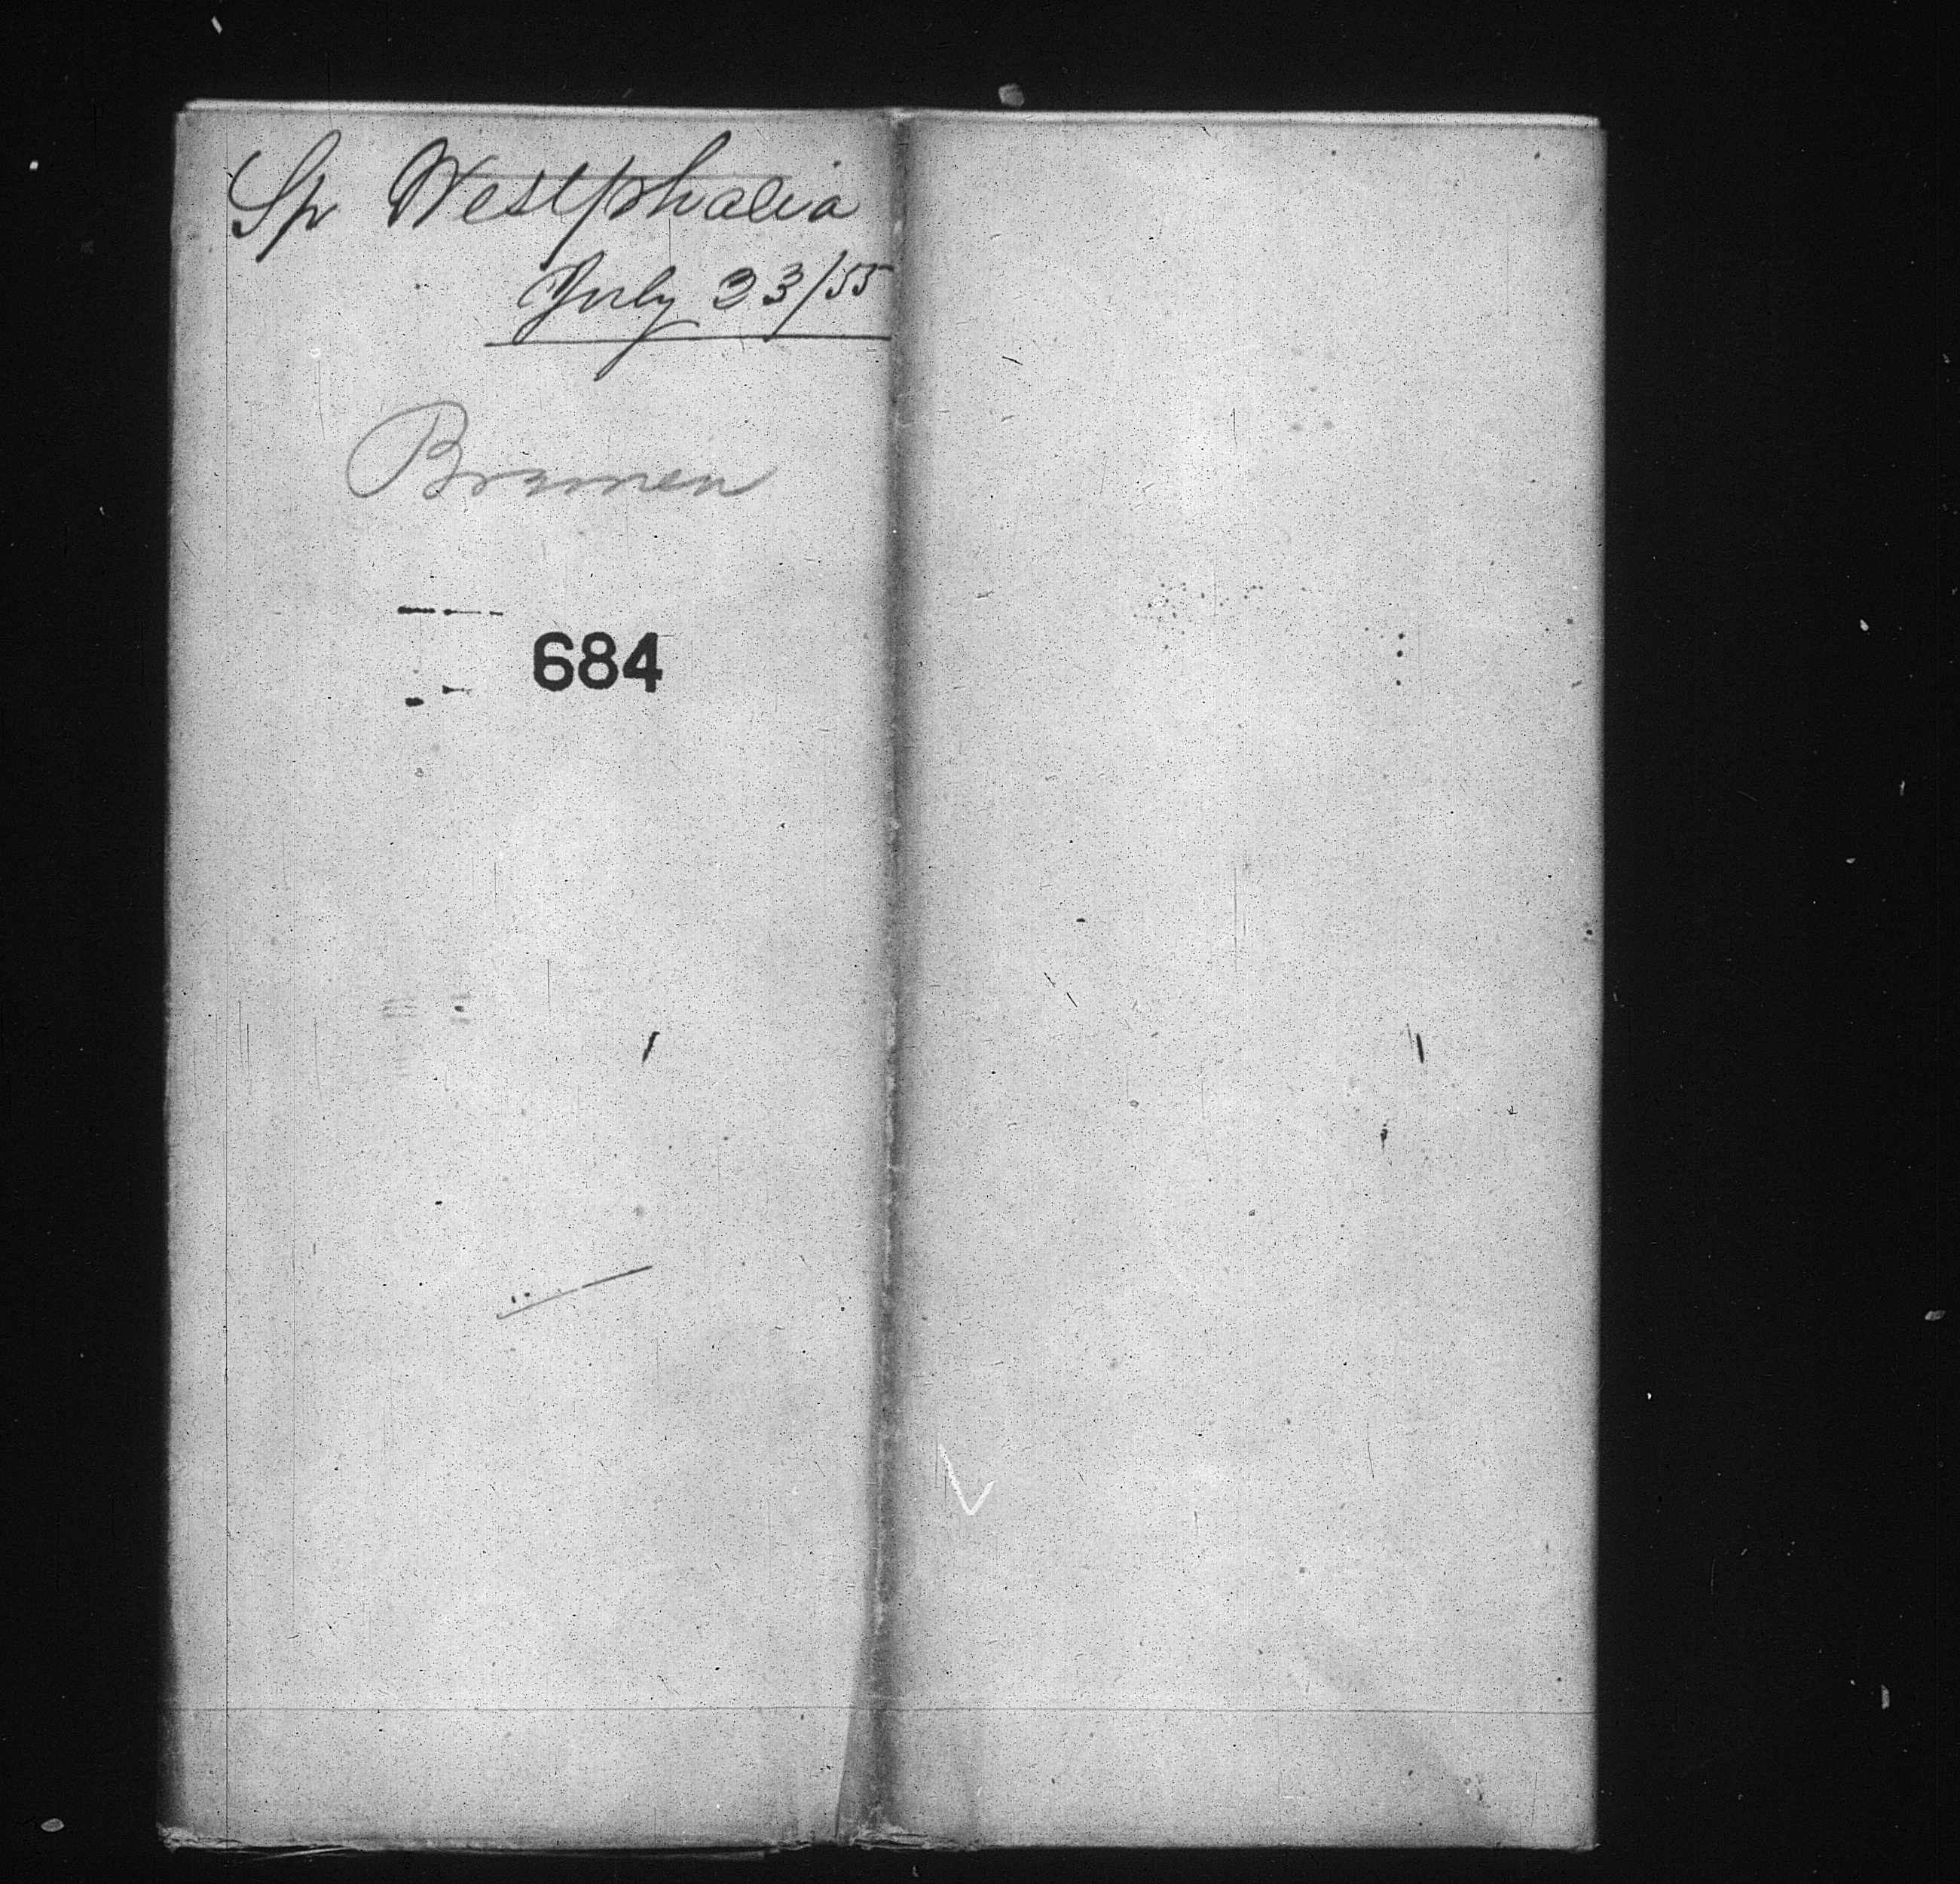 Sp Westphalia
July 23/55
Bremen
684